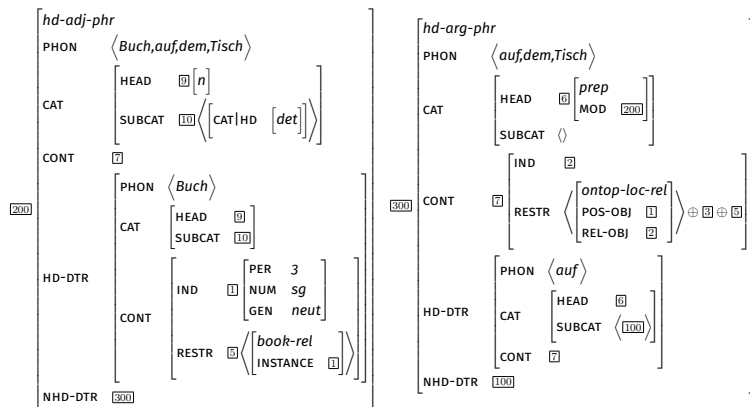 hd-adj-phr
PHON ⟨Buch,auf,dem,Tisch⟩
CAT
HEAD 9 [n]
SUBCAT 10 ⟨[CAT|HD [det]]⟩
CONT 7
200
HD-DTR
PHON ⟨Buch⟩
CAT
HEAD 9
SUBCAT 10
CONT
IND 1
PER 3
NUM sg
GEN neut
RESTR 5 ⟨[book-rel
INSTANCE 1]⟩
NHD-DTR 300
hd-arg-phr
PHON ⟨auf,dem,Tisch⟩
CAT
HEAD 6
prep
MOD 200
SUBCAT ⟨⟩
300
CONT 7
IND 2
RESTR ⟨[ontop-loc-rel
POS-OBJ 1
REL-OBJ 2]⟩ ⊕ 3 ⊕ 5
HD-DTR
PHON ⟨auf⟩
CAT
HEAD 6
SUBCAT ⟨100⟩
CONT 7
NHD-DTR 100